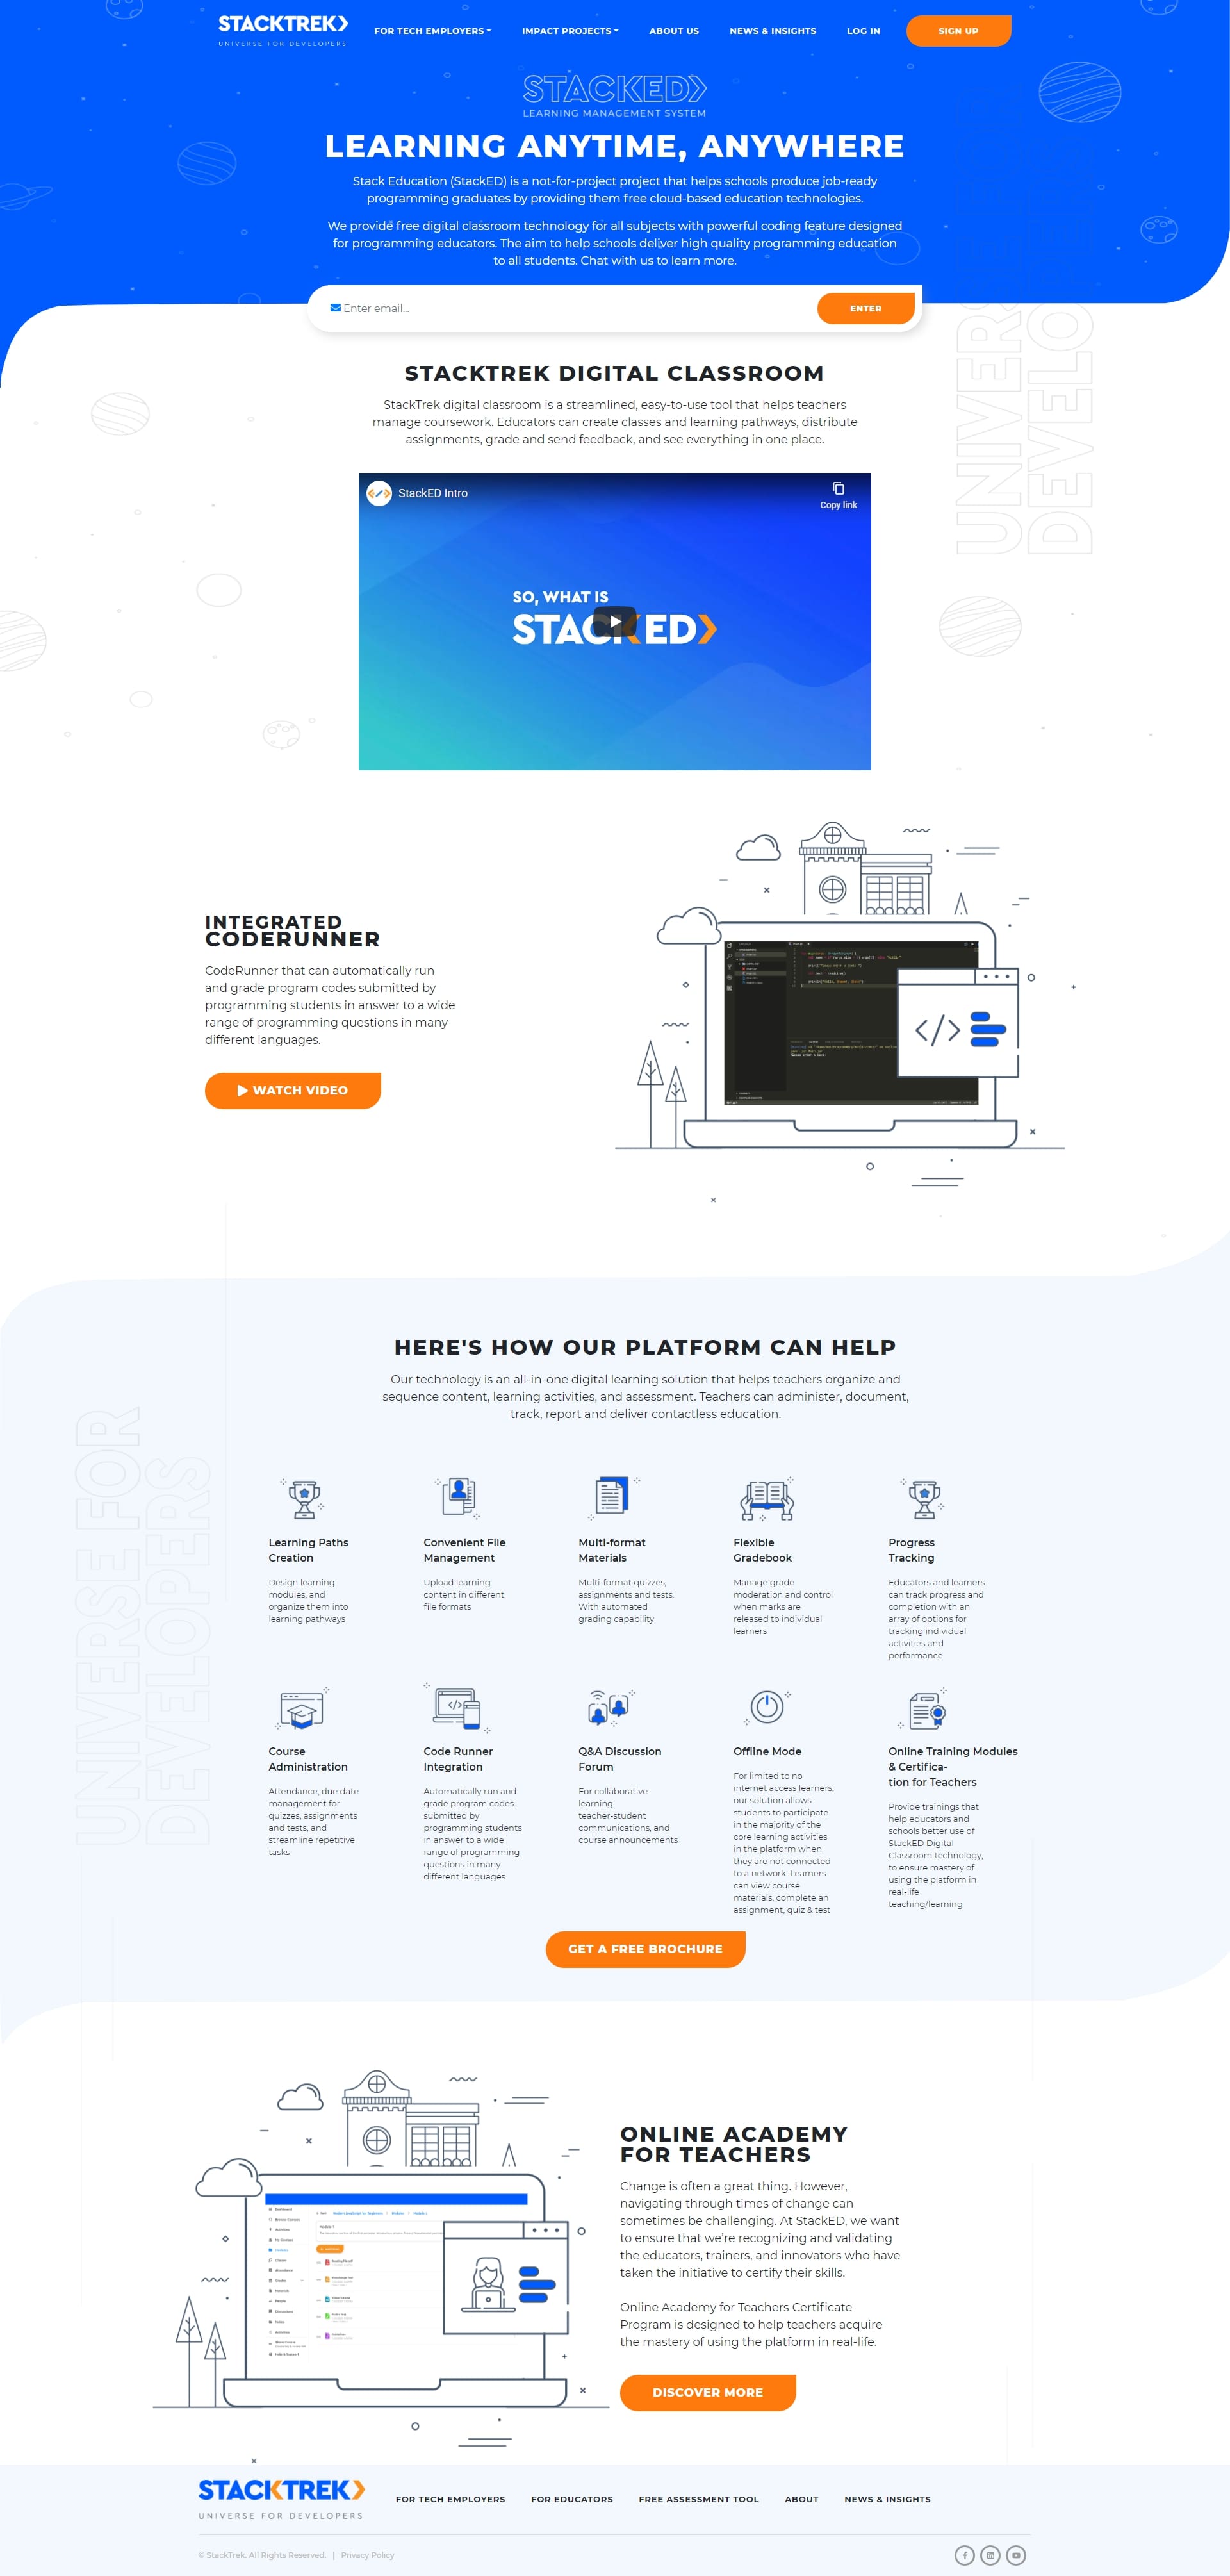 STACKTREK
UNIVERSE FOR DEVELOPERS
FOR TECH EMPLOYERS
IMPACT PROJECTS
ABOUT US
NEWS & INSIGHTS
LOG IN
SIGN UP
STACKED
LEARNING MANAGEMENT SYSTEM
LEARNING ANYTIME, ANYWHERE
Stack Education (StackED) is a not-for-project project that helps schools produce job-ready
programming graduates by providing them free cloud-based education technologies.
We provide free digital classroom technology for all subjects with powerful coding feature designed
for programming educators. The aim to help schools deliver high quality programming education
to all students. Chat with us to learn more.
Enter email...
ENTER
STACKTREK DIGITAL CLASSROOM
StackTrek digital classroom is a streamlined, easy-to-use tool that helps teachers
manage coursework. Educators can create classes and learning pathways, distribute
assignments, grade and send feedback, and see everything in one place.
StackED Intro
Copy link
SO, WHAT IS
STACKED
INTEGRATED
CODERUNNER
CodeRunner that can automatically run
and grade program codes submitted by
programming students in answer to a wide
range of programming questions in many
different languages.
WATCH VIDEO
</>
HERE'S HOW OUR PLATFORM CAN HELP
Our technology is an all-in-one digital learning solution that helps teachers organize and
sequence content, learning activities, and assessment. Teachers can administer, document,
track, report and deliver contactless education.
UNIVERSE FOR
DEVELOPERS
Learning Paths
Creation
Design learning
modules, and
organize them into
learning pathways
Convenient File
Management
Upload learning
content in different
file formats
Multi-format
Materials
Multi-format quizzes,
assignments and tests.
With automated
grading capability
Flexible
Gradebook
Manage grade
moderation and control
when marks are
released to individual
learners
Progress
Tracking
Educators and learners
can track progress and
completion with an
array of options for
tracking individual
activities and
performance
Course
Administration
Attendance, due date
management for
quizzes, assignments
and tests, and
streamline repetitive
tasks
Code Runner
Integration
Automatically run and
grade program codes
submitted by
programming students
in answer to a wide
range of programming
questions in many
different languages
Q&A Discussion
Forum
For collaborative
learning,
teacher-student
communications, and
course announcements
Offline Mode
For limited to no
internet access learners,
our solution allows
students to participate
in the majority of the
core learning activities
in the platform when
they are not connected
to a network. Learners
can view course
materials, complete an
assignment, quiz & test
Online Training Modules
& Certifica-
tion for Teachers
Provide trainings that
help educators and
schools better use of
StackED Digital
Classroom technology,
to ensure mastery of
using the platform in
real-life
teaching/learning
GET A FREE BROCHURE
ONLINE ACADEMY
FOR TEACHERS
Change is often a great thing. However,
navigating through times of change can
sometimes be challenging. At StackED, we want
to ensure that we're recognizing and validating
the educators, trainers, and innovators who have
taken the initiative to certify their skills.
Online Academy for Teachers Certificate
Program is designed to help teachers acquire
the mastery of using the platform in real-life.
DISCOVER MORE
STACKTREK
UNIVERSE FOR DEVELOPERS
FOR TECH EMPLOYERS
FOR EDUCATORS
FREE ASSESSMENT TOOL
ABOUT
NEWS & INSIGHTS
© StackTrek. All Rights Reserved. | Privacy Policy